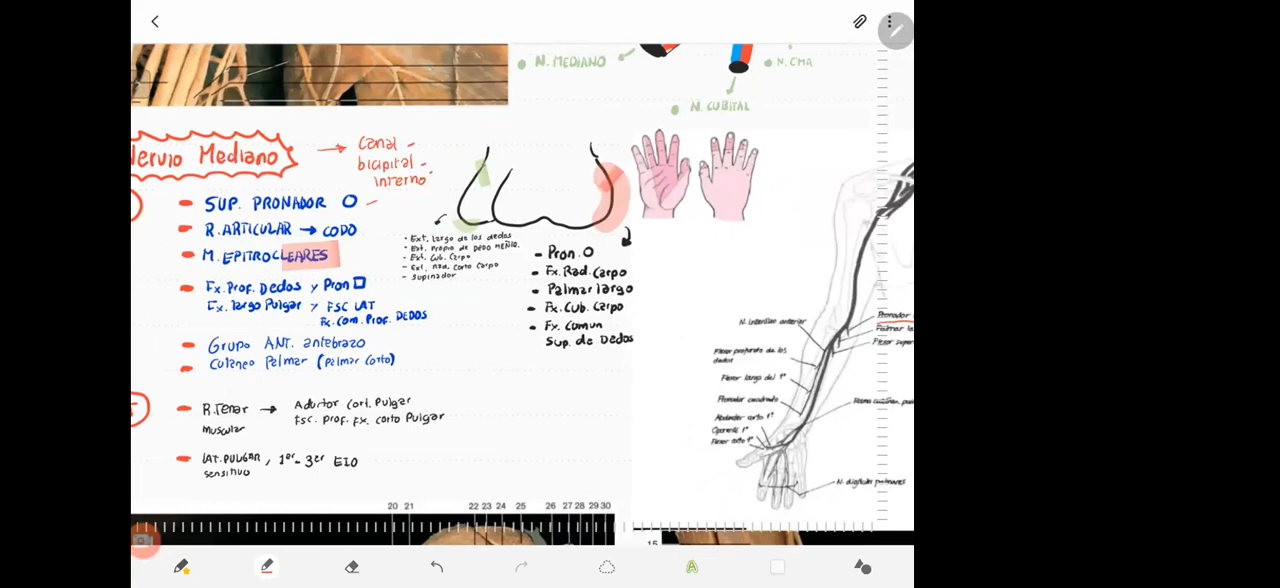 N. MEDIANO
N. CMA
N. CUBITAL
Nervio Mediano
Canal
bicipital
interno
SUP. PRONADOR O
R. ARTICULAR → CODO
M. EPITROCLEARES
Fx. Prof. Dedos y Pron □
Fx. largo Pulgar > FSC LAT
Fx. Com. Prof. DEDOS
Grupo ANT. antebrazo
Cutaneo Palmar (Palmar Corto)
R. Tenar → Aductor Cort. Pulgar
muscular Fsc. Prof. Fx. Corto Pulgar
LAT. PULGAR, 1er - 3er EIO
sensitivo
Ext. largo de los dedos
Ext. Propio de DEDO MEÑIQ.
Ext. Cub. Carpo
Ext. Rad. Corto Carpo
Supinador
Pron. O
Fx. Rad. Carpo
Palmar largo
Fx. Cub. Carpo
Fx. Comun
Sup. de Dedos
N. interóseo anterior
Flexor profundo de los
dedos
Flexor largo del 1º
Pronador cuadrado
Abductor corto 1º
Oponente 1º
Flexor corto 1º
Pronador
Palmar la
Flexor super
Rama cutánea pal
N. digitales palmares
20 21 22 23 24 25 26 27 28 29 30
15
A